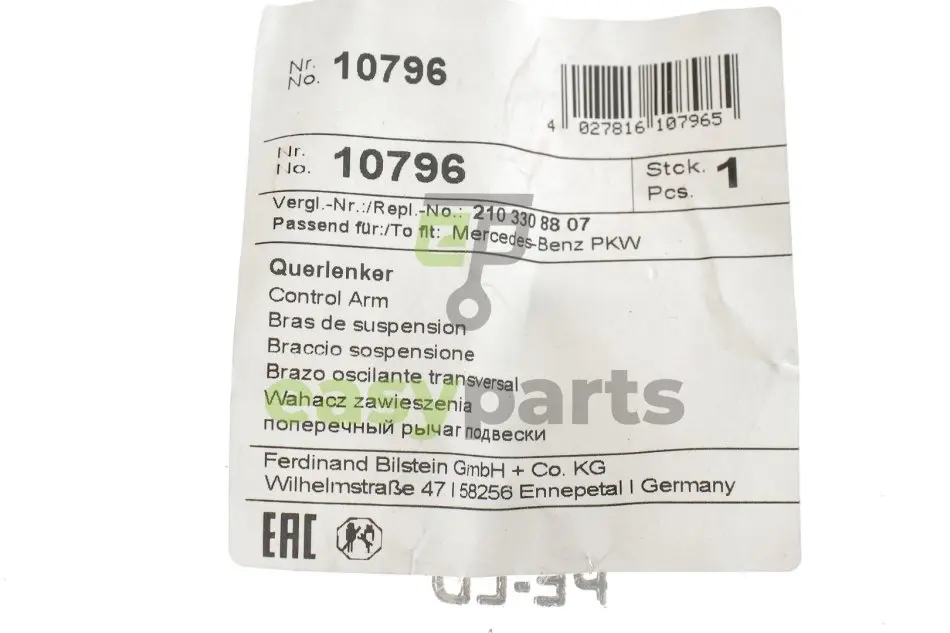 Nr.
No. 10796
4 027816 107965
Nr.
No. 10796
Stck.
Pcs. 1
Vergl.-Nr.:/Repl.-No.: 210 330 88 07
Passend für:/To fit: Mercedes-Benz PKW
Querlenker
Control Arm
Bras de suspension
Braccio sospensione
Brazo oscilante transversal
Wahacz zawieszenia
поперечный рычаг подвески
easyparts
Ferdinand Bilstein GmbH + Co. KG
Wilhelmstraße 47 | 58256 Ennepetal | Germany
EAC